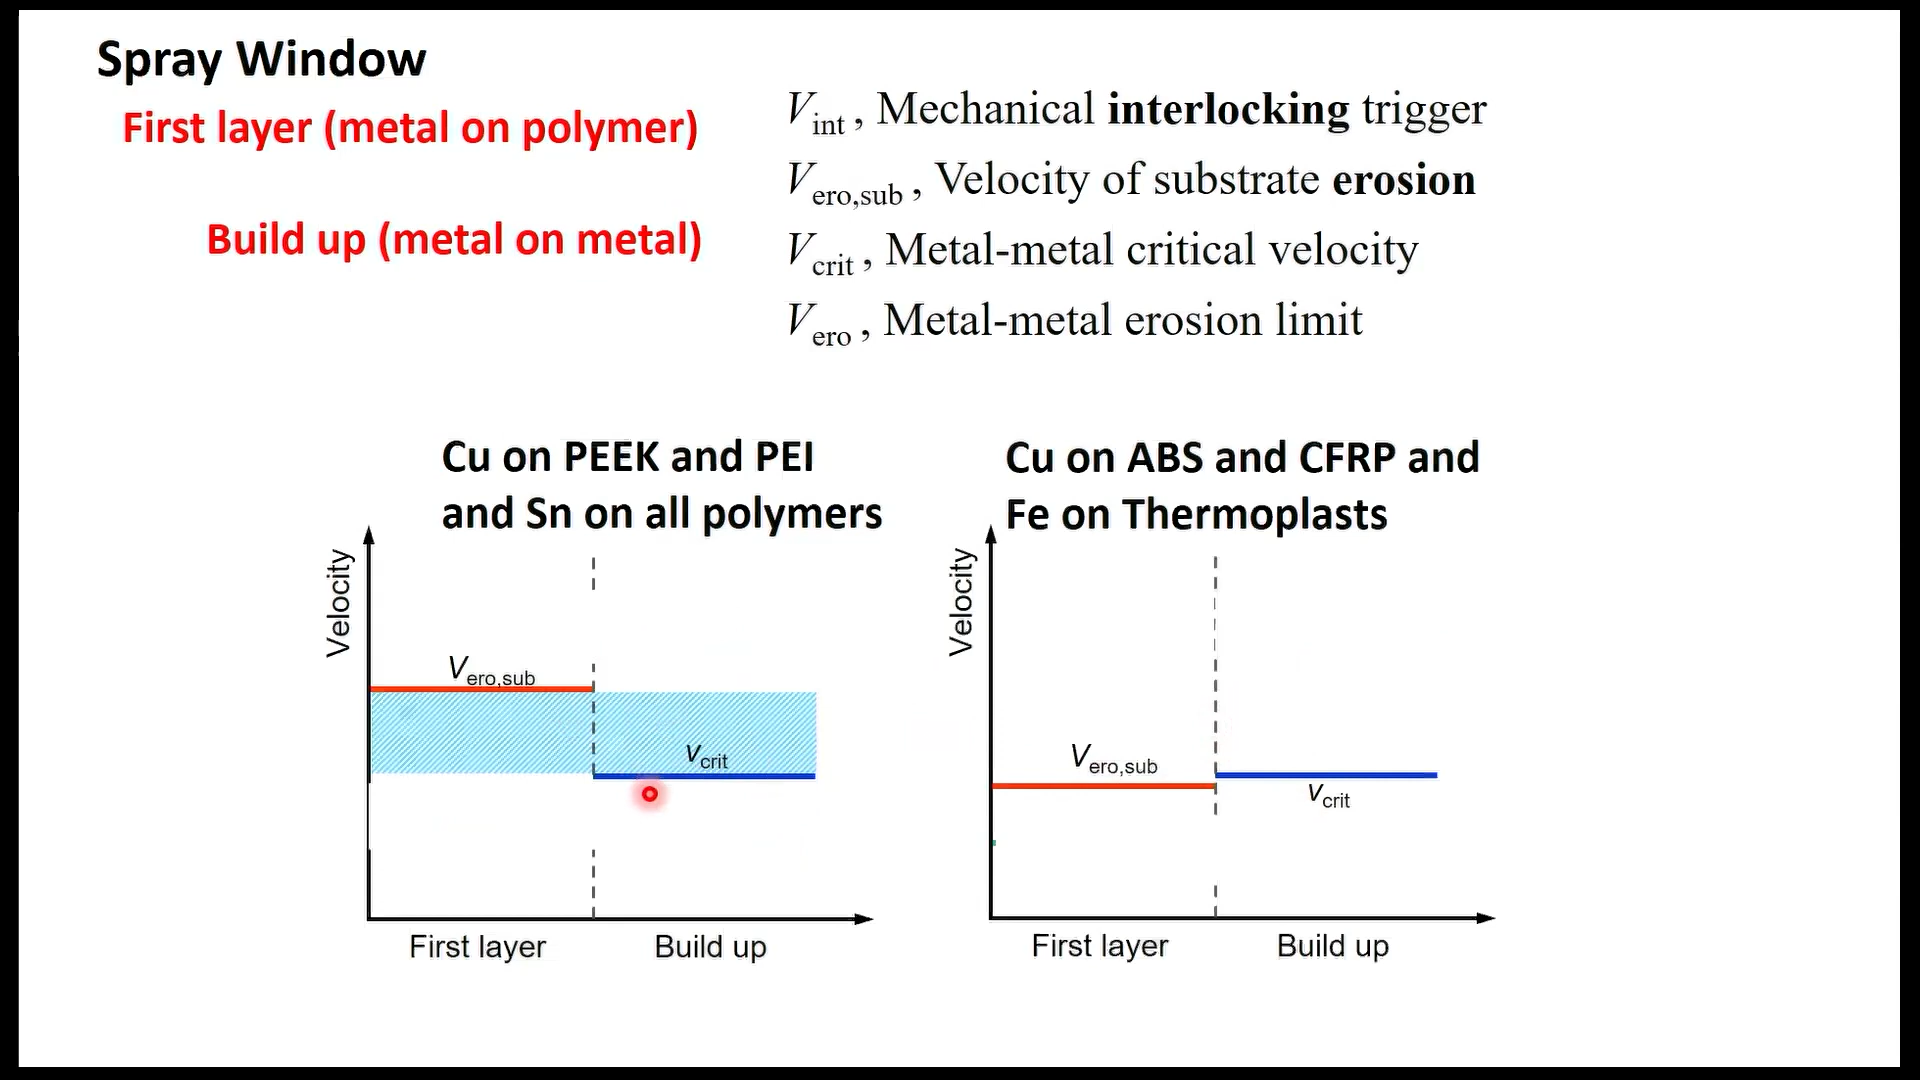 Spray Window
First layer (metal on polymer)
Build up (metal on metal)
Vint , Mechanical interlocking trigger
Vero,sub , Velocity of substrate erosion
Vcrit , Metal-metal critical velocity
Vero , Metal-metal erosion limit
Cu on PEEK and PEI
and Sn on all polymers
Velocity
Vero,sub
vcrit
First layer
Build up
Cu on ABS and CFRP and
Fe on Thermoplasts
Velocity
Vero,sub
vcrit
First layer
Build up